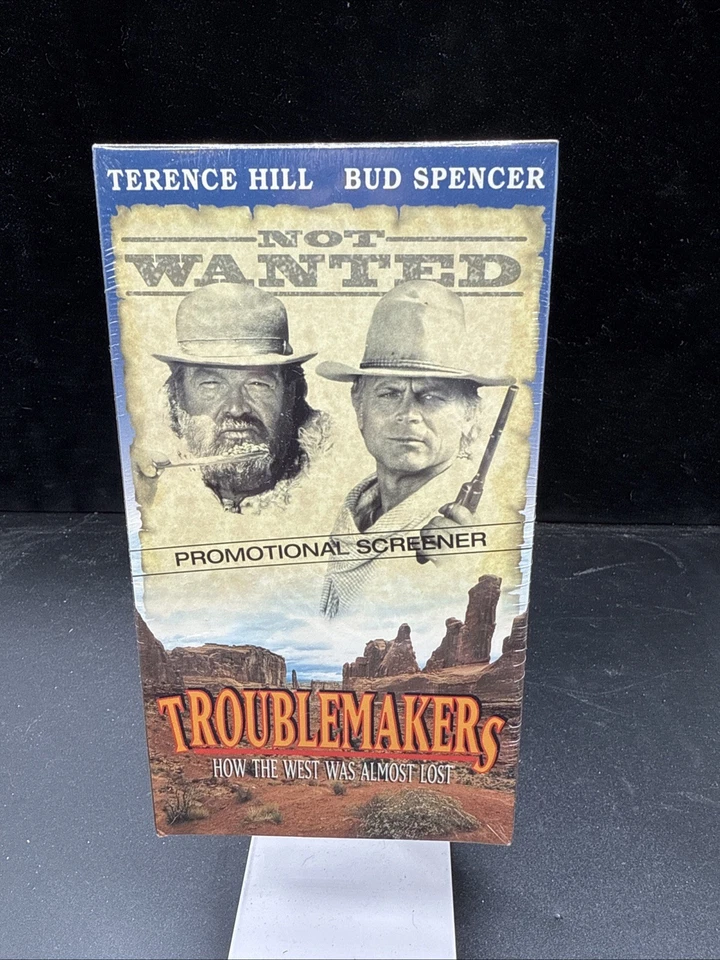 TERENCE HILL BUD SPENCER
NOT
WANTED
PROMOTIONAL SCREENER
TROUBLEMAKERS
HOW THE WEST WAS ALMOST LOST